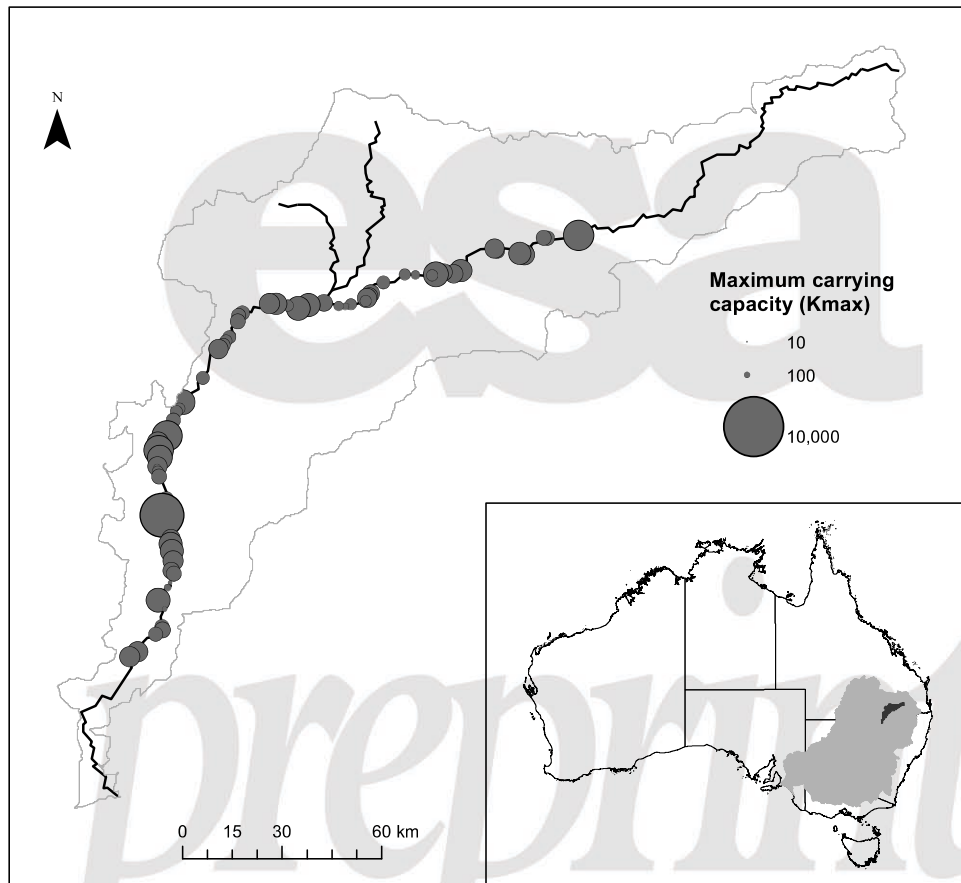 N
esa
Maximum carrying
capacity (Kmax)
10
100
10,000
preprint
0 15 30 60 km